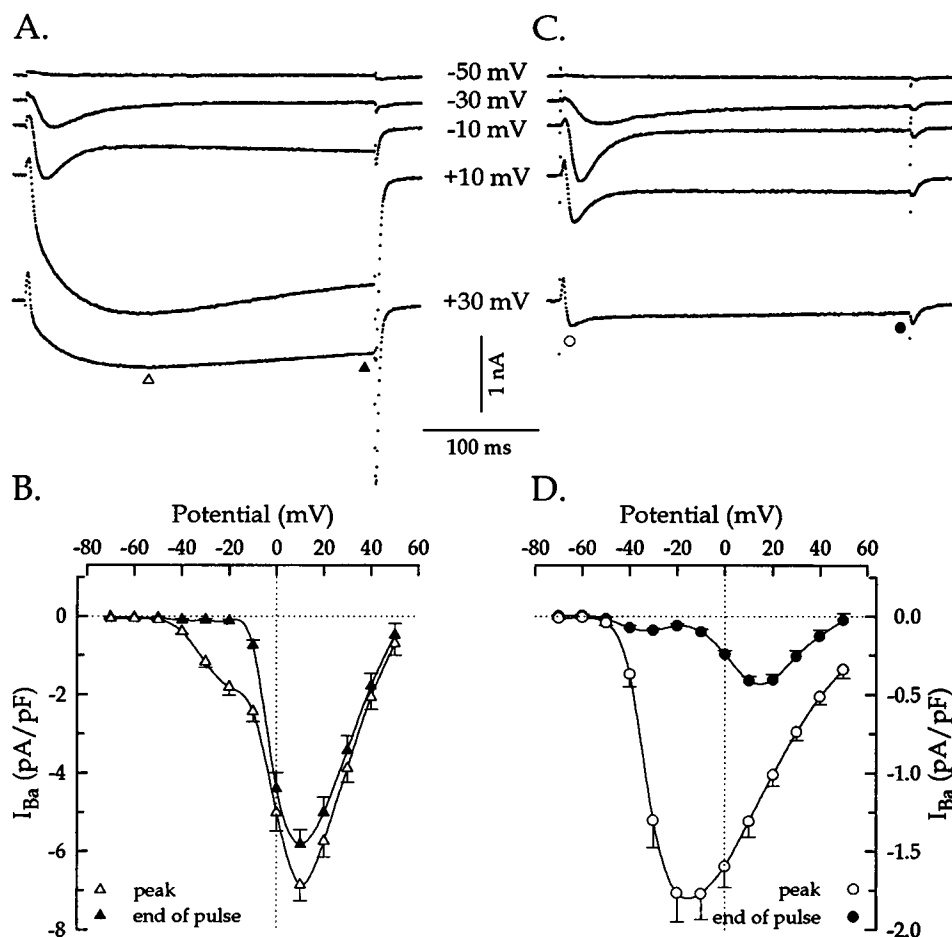 A.
C.
-50 mV
-30 mV
-10 mV
+10 mV
+30 mV
1 nA
100 ms
B.
Potential (mV)
-80 -60 -40 -20 0 20 40 60
0
-2
-4
-6
-8
I_Ba (pA/pF)
peak
end of pulse
D.
Potential (mV)
-80 -60 -40 -20 0 20 40 60
0.0
-0.5
-1.0
-1.5
-2.0
I_Ba (pA/pF)
peak
end of pulse